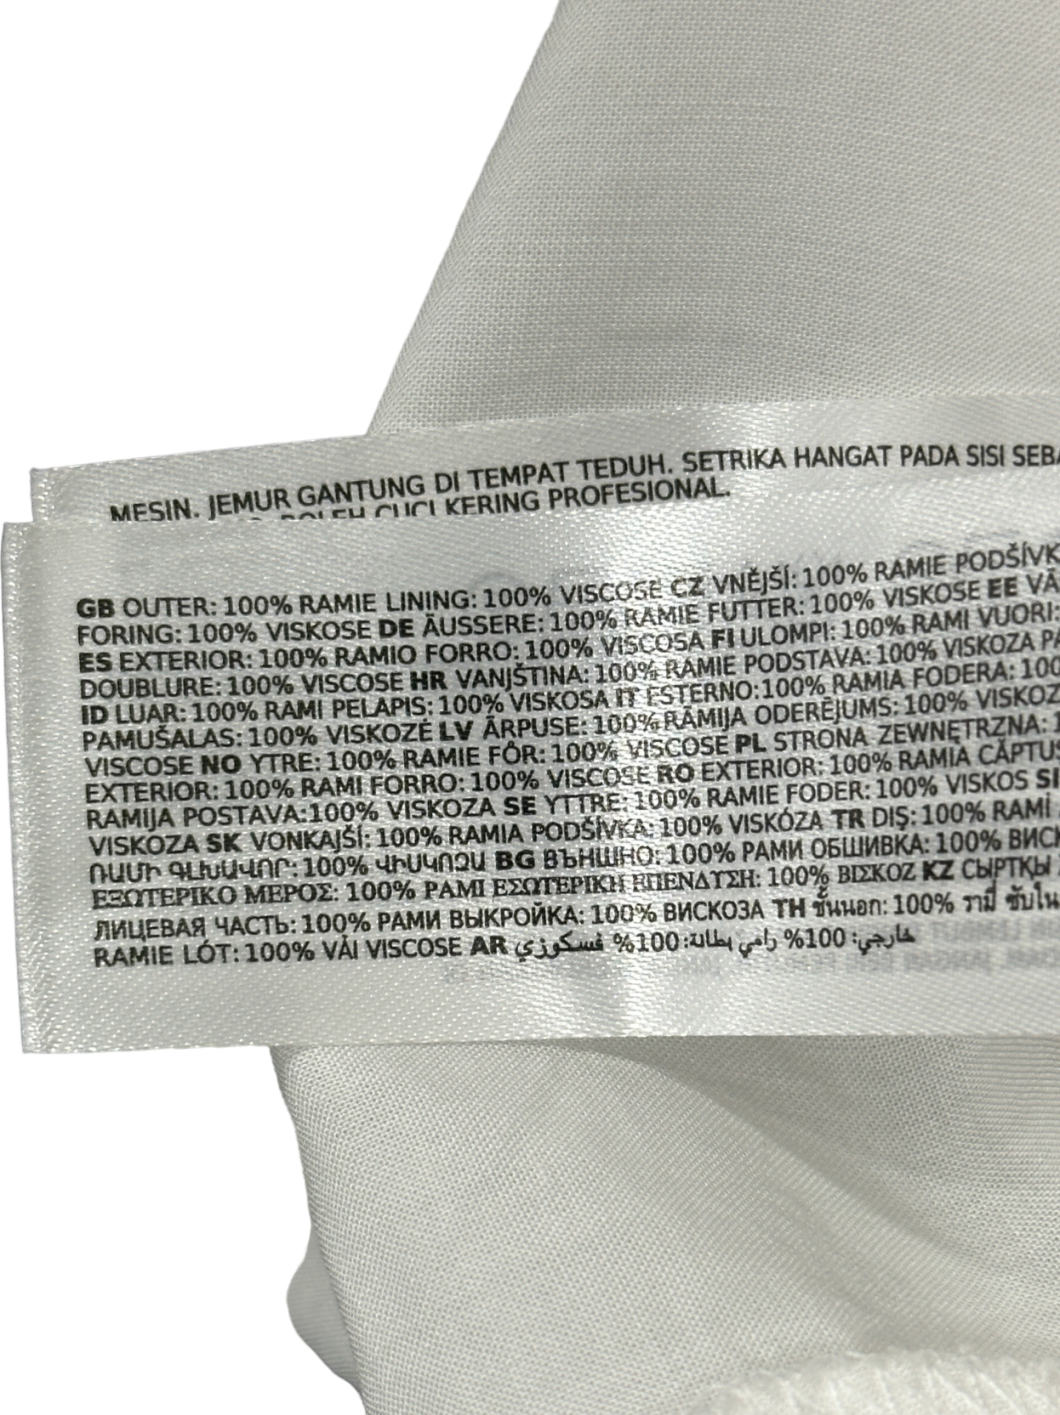 MESIN. JEMUR GANTUNG DI TEMPAT TEDUH. SETRIKA HANGAT PADA SISI
BOLEH CUCI KERING PROFESIONAL.
GB OUTER: 100% RAMIE LINING: 100% VISCOSE CZ VNĚJŠÍ: 100% RAMIE
FORING: 100% VISKOSE DE ÄUSSERE: 100% RAMIE FUTTER: 100% VISKOSE EE
ES EXTERIOR: 100% RAMIO FORRO: 100% VISCOSA FI ULOMPI: 100% RAMI
DOUBLURE: 100% VISCOSE HR VANJŠTINA: 100% RAMIE PODSTAVA: 100% VISKOZA
ID LUAR: 100% RAMI PELAPIS: 100% VISKOSA IT ESTERNO: 100% RAMIA FODERA:
PAMUŠALAS: 100% VISKOZĖ LV ĀRPUSE: 100% RAMIJA ODERĒJUMS: 100%
VISCOSE NO YTRE: 100% RAMIE FÔR: 100% VISCOSE PL STRONA ZEWNĘTRZNA:
EXTERIOR: 100% RAMI FORRO: 100% VISCOSE RO EXTERIOR: 100% RAMIA
RAMIJA POSTAVA:100% VISKOZA SE YTTRE: 100% RAMIE FODER: 100% VISKOS
VISKOZA SK VONKAJŠÍ: 100% RAMIA PODŠÍVKA: 100% VISKÓZA TR DIŞ: 100% RAMİ
ՌԱՄԻ ԳԼԽԱՎՈՐ: 100% ՎԻՍԿՈԶԱ BG ВЪНШНО: 100% РАМИ ОБШИВКА: 100%
ΕΞΩΤΕΡΙΚΟ ΜΕΡΟΣ: 100% ΡΑΜΙ ΕΣΩΤΕΡΙΚΗ ΕΠΕΝΔΥΣΗ: 100% ΒΙΣΚΟΖ KZ СЫРТҚЫ
ЛИЦЕВАЯ ЧАСТЬ: 100% РАМИ ВЫКРОЙКА: 100% ВИСКОЗА TH ชั้นนอก: 100% รามี่
RAMIE LÓT: 100% VẢI VISCOSE AR خارجي: 100% رامي بطانة: 100% فسكوزي